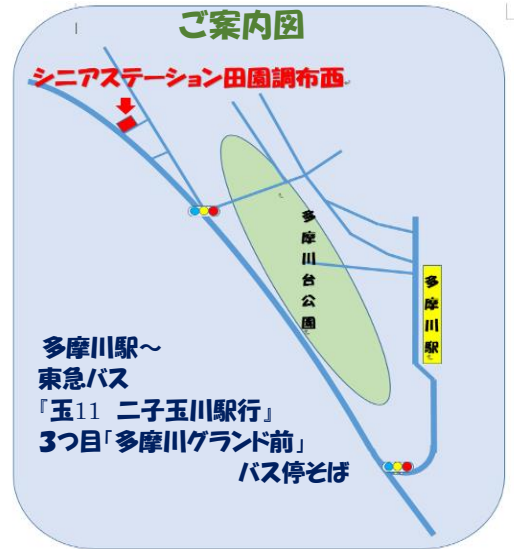 ご案内図
シニアステーション田園調布西
多摩川台公園
多摩川駅
多摩川駅～
東急バス
『玉11 二子玉川駅行』
3つ目「多摩川グランド前」
バス停そば